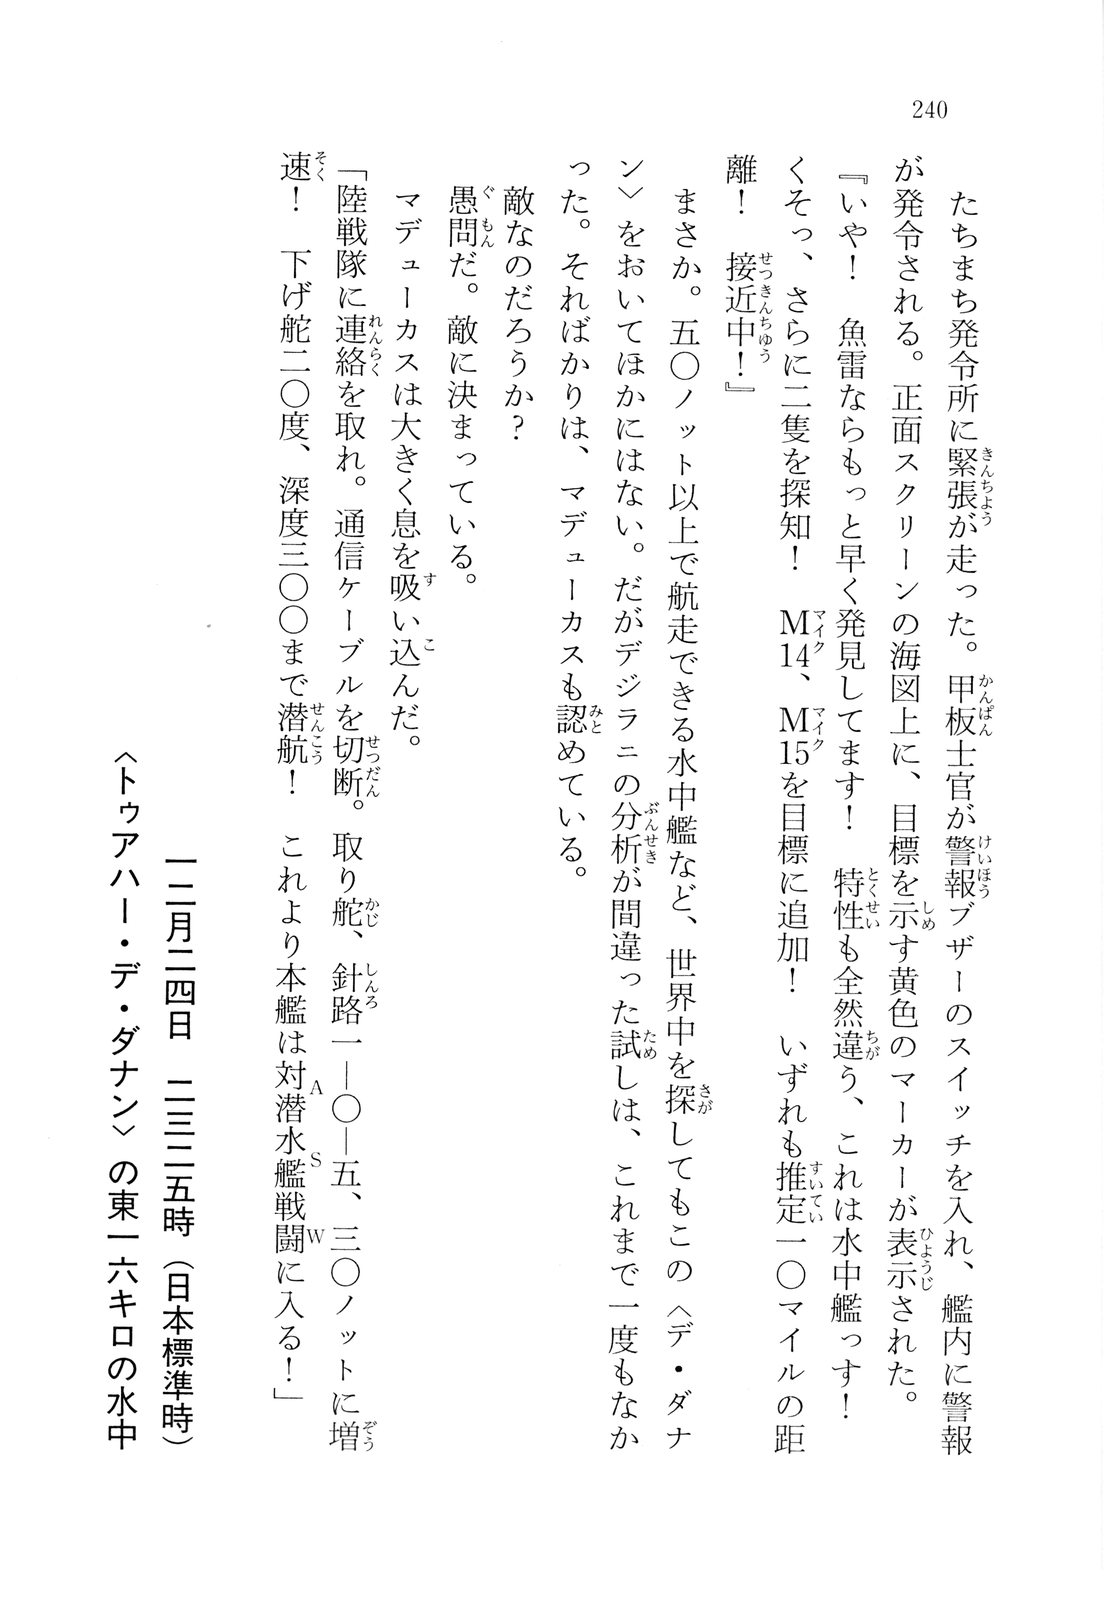 240
たちまち発令所に緊張が走った。甲板士官が警報ブザーのスイッチを入れ、艦内に警報
が発令される。正面スクリーンの海図上に、目標を示す黄色のマーカーが表示された。
『いや！　魚雷ならもっと早く発見してます！　特性も全然違う、これは水中艦っす！
くそっ、さらに二隻を探知！　M14、M15を目標に追加！　いずれも推定一〇マイルの距
離！　接近中！』
まさか。五〇ノット以上で航走できる水中艦など、世界中を探してもこの〈デ・ダナ
ン〉をおいてほかにはない。だがデジラニの分析が間違った試しは、これまで一度もなか
った。そればかりは、マデューカスも認めている。
敵なのだろうか？
愚問だ。敵に決まっている。
マデューカスは大きく息を吸い込んだ。
「陸戦隊に連絡を取れ。通信ケーブルを切断。取り舵、針路一―〇―五、三〇ノットに増
速！　下げ舵二〇度、深度三〇〇まで潜航！　これより本艦は対潜水艦戦闘に入る！」
一二月二四日　二三二五時（日本標準時）
〈トゥアハー・デ・ダナン〉の東一六キロの水中